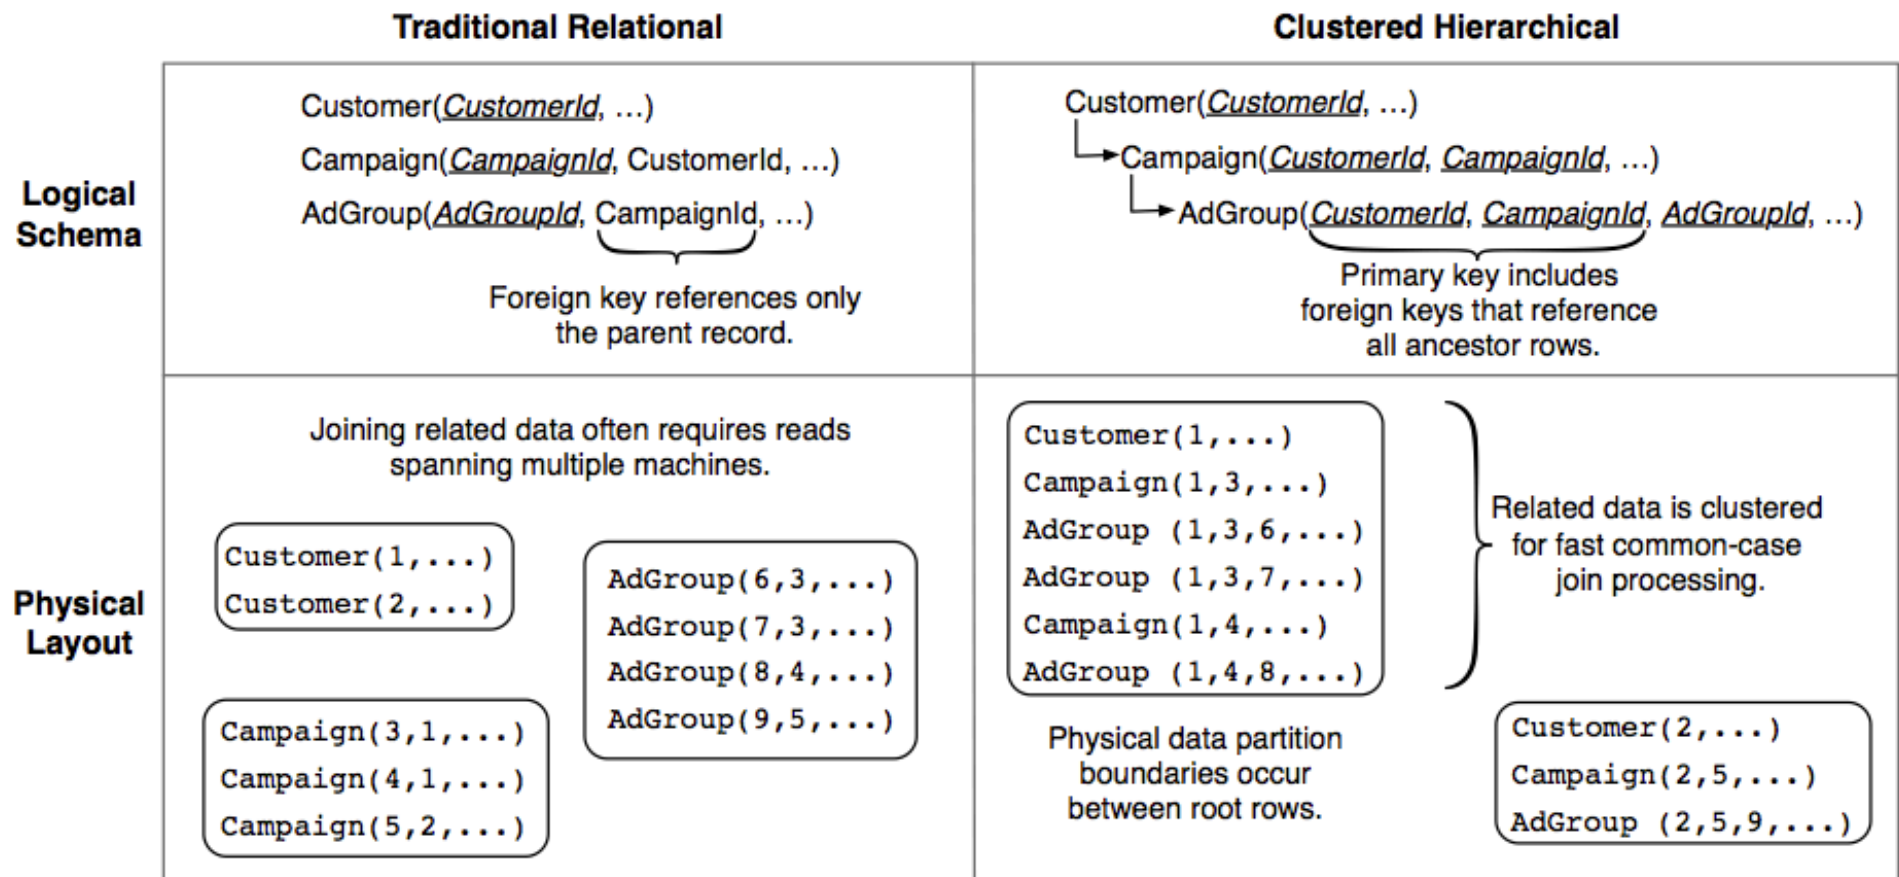 Traditional Relational
Clustered Hierarchical
Logical
Schema
Customer(CustomerId, ...)
Campaign(CampaignId, CustomerId, ...)
AdGroup(AdGroupId, CampaignId, ...)
Foreign key references only
the parent record.
Customer(CustomerId, ...)
Campaign(CustomerId, CampaignId, ...)
AdGroup(CustomerId, CampaignId, AdGroupId, ...)
Primary key includes
foreign keys that reference
all ancestor rows.
Physical
Layout
Joining related data often requires reads
spanning multiple machines.
Customer(1,...)
Customer(2,...)
AdGroup(6,3,...)
AdGroup(7,3,...)
AdGroup(8,4,...)
AdGroup(9,5,...)
Campaign(3,1,...)
Campaign(4,1,...)
Campaign(5,2,...)
Customer(1,...)
Campaign(1,3,...)
AdGroup (1,3,6,...)
AdGroup (1,3,7,...)
Campaign(1,4,...)
AdGroup (1,4,8,...)
Related data is clustered
for fast common-case
join processing.
Physical data partition
boundaries occur
between root rows.
Customer(2,...)
Campaign(2,5,...)
AdGroup (2,5,9,...)